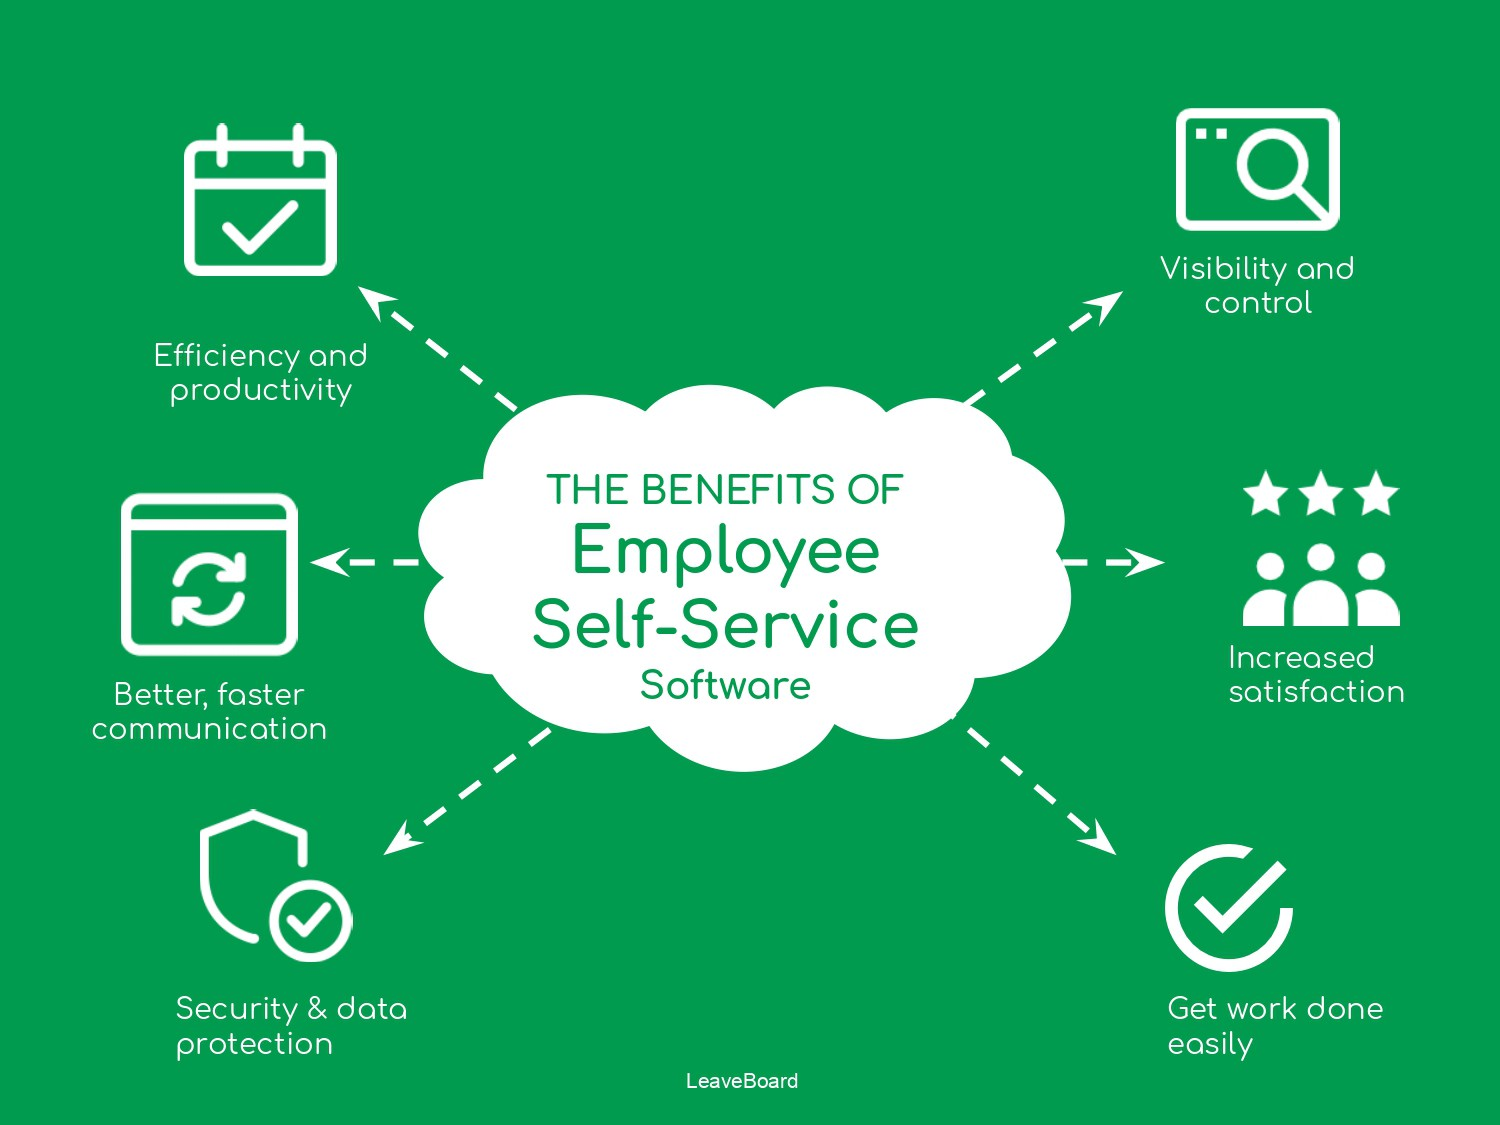 THE BENEFITS OF
Employee
Self-Service
Software
Efficiency and
productivity
Better, faster
communication
Security & data
protection
Visibility and
control
Increased
satisfaction
Get work done
easily
LeaveBoard